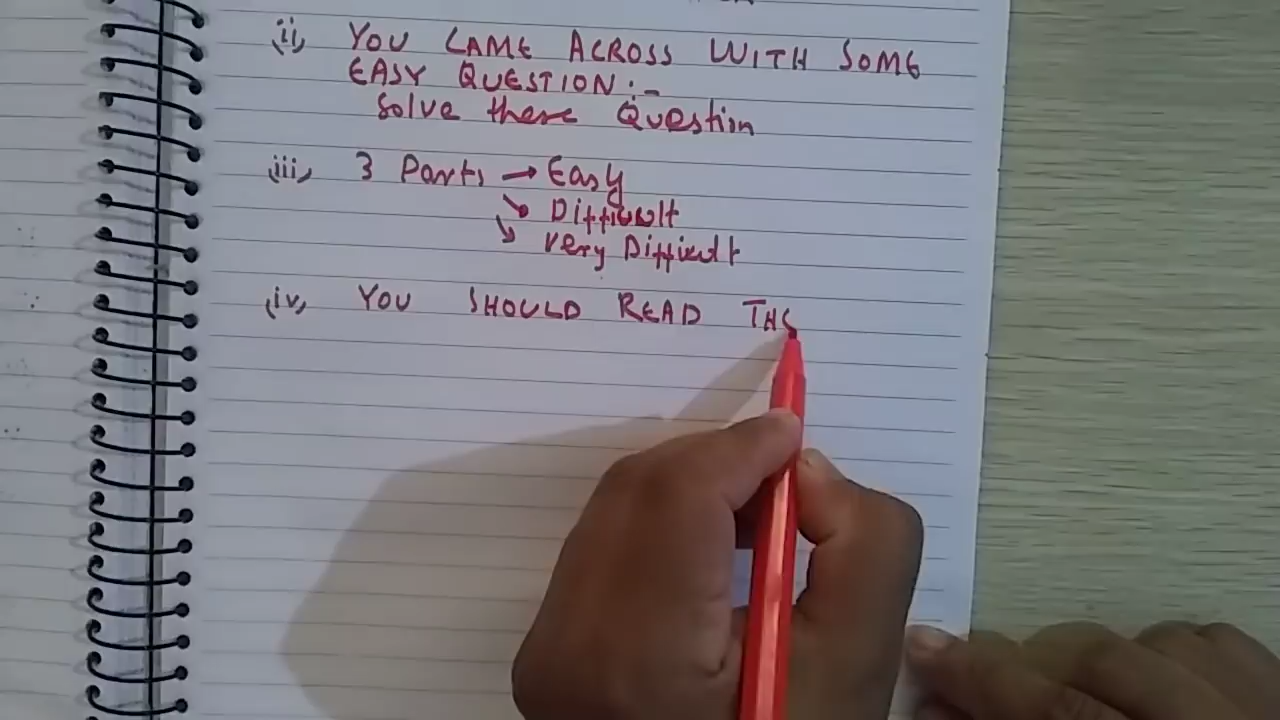 ii, YOU CAME ACROSS WITH SOME
EASY QUESTION :-
Solve these Question
iii, 3 Parts → Easy
↘ Difficult
↘ Very Difficult
iv, YOU SHOULD READ THE